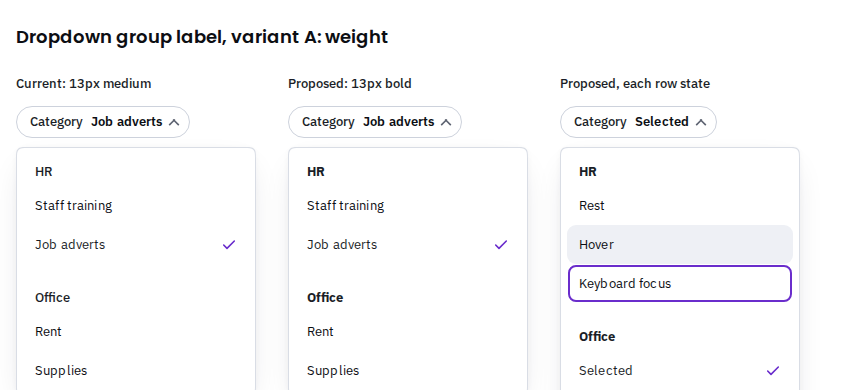 Dropdown group label, variant A: weight
Current: 13px medium
Category Job adverts
HR
Staff training
Job adverts
Office
Rent
Supplies
Proposed: 13px bold
Category Job adverts
HR
Staff training
Job adverts
Office
Rent
Supplies
Proposed, each row state
Category Selected
HR
Rest
Hover
Keyboard focus
Office
Selected